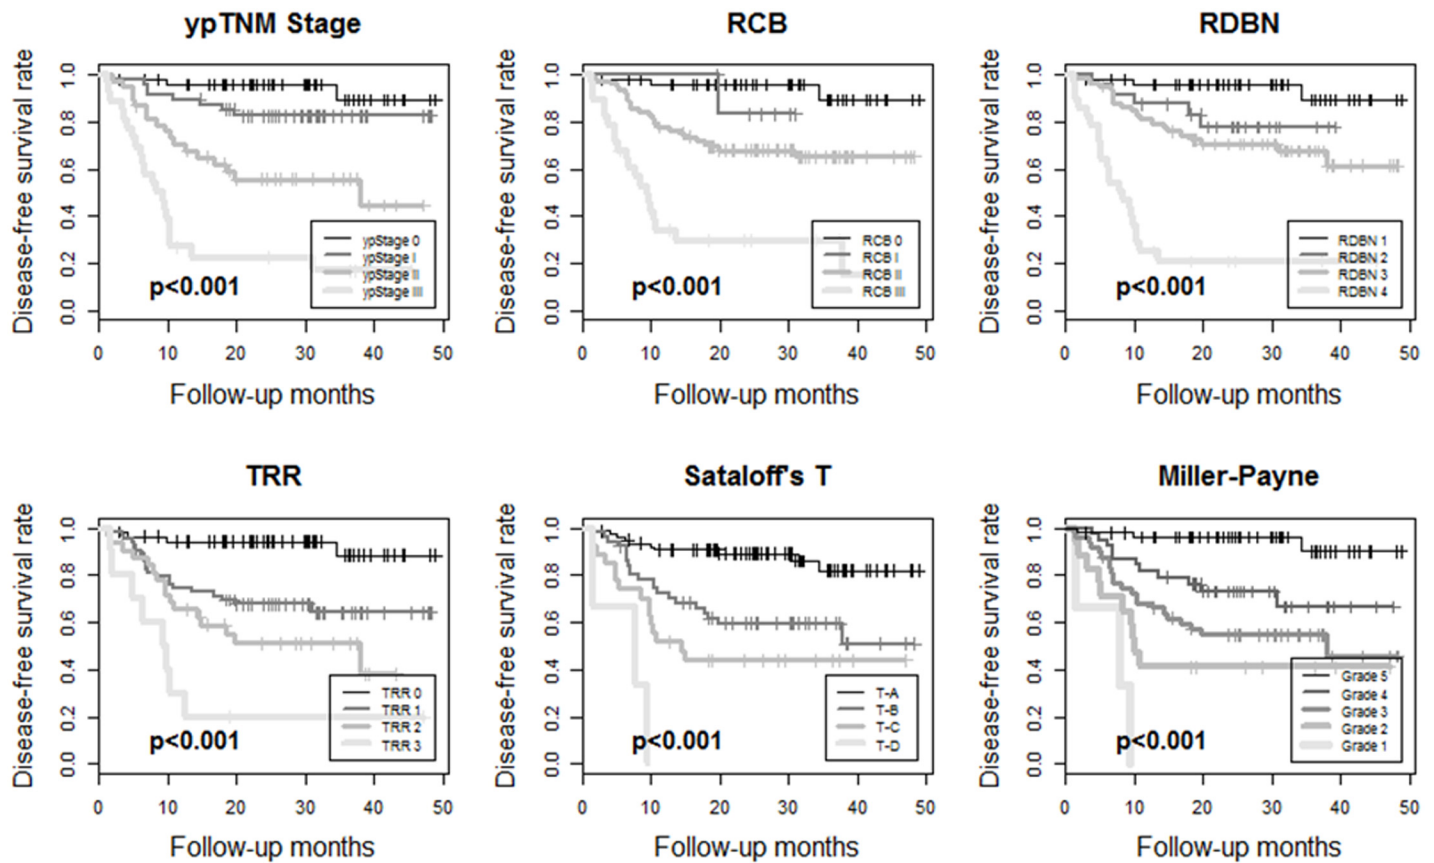 ypTNM Stage
Disease-free survival rate
0.0 0.2 0.4 0.6 0.8 1.0
ypStage 0
ypStage I
ypStage II
ypStage III
p<0.001
0 10 20 30 40 50
Follow-up months
RCB
Disease-free survival rate
0.0 0.2 0.4 0.6 0.8 1.0
RCB 0
RCB I
RCB II
RCB III
p<0.001
0 10 20 30 40 50
Follow-up months
RDBN
Disease-free survival rate
0.0 0.2 0.4 0.6 0.8 1.0
RDBN 1
RDBN 2
RDBN 3
RDBN 4
p<0.001
0 10 20 30 40 50
Follow-up months
TRR
Disease-free survival rate
0.0 0.2 0.4 0.6 0.8 1.0
TRR 0
TRR 1
TRR 2
TRR 3
p<0.001
0 10 20 30 40 50
Follow-up months
Sataloff's T
Disease-free survival rate
0.0 0.2 0.4 0.6 0.8 1.0
T-A
T-B
T-C
T-D
p<0.001
0 10 20 30 40 50
Follow-up months
Miller-Payne
Disease-free survival rate
0.0 0.2 0.4 0.6 0.8 1.0
Grade 5
Grade 4
Grade 3
Grade 2
Grade 1
p<0.001
0 10 20 30 40 50
Follow-up months